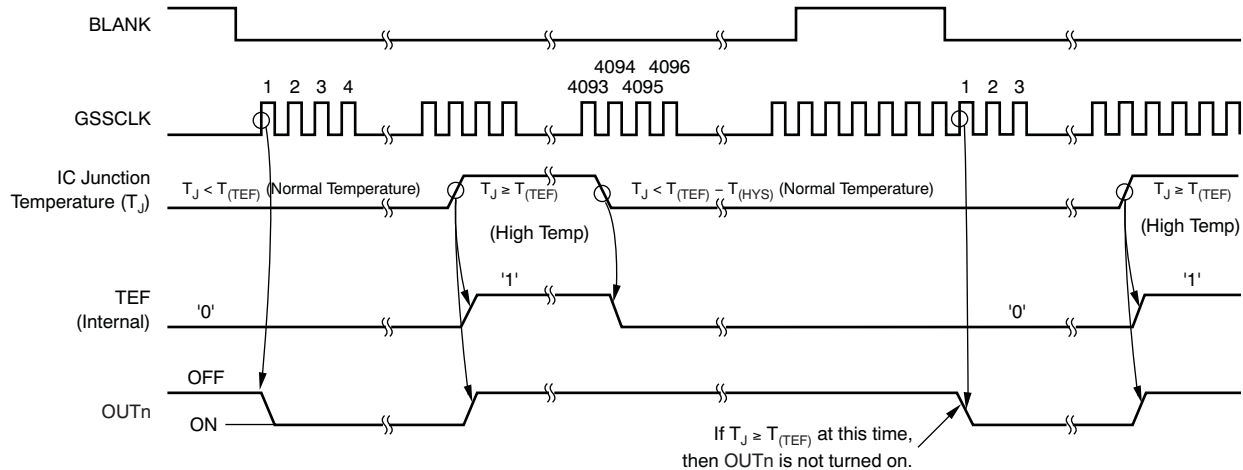 BLANK
4094 4096
1 2 3 4 4093 4095 1 2 3
GSSCLK
IC Junction
Temperature (TJ)
TJ < T(TEF) (Normal Temperature)
TJ ≥ T(TEF)
(High Temp)
TJ < T(TEF) − T(HYS) (Normal Temperature)
TJ ≥ T(TEF)
(High Temp)
TEF
(Internal)
'0' '1' '0' '1'
OFF
OUTn
ON
If TJ ≥ T(TEF) at this time,
then OUTn is not turned on.